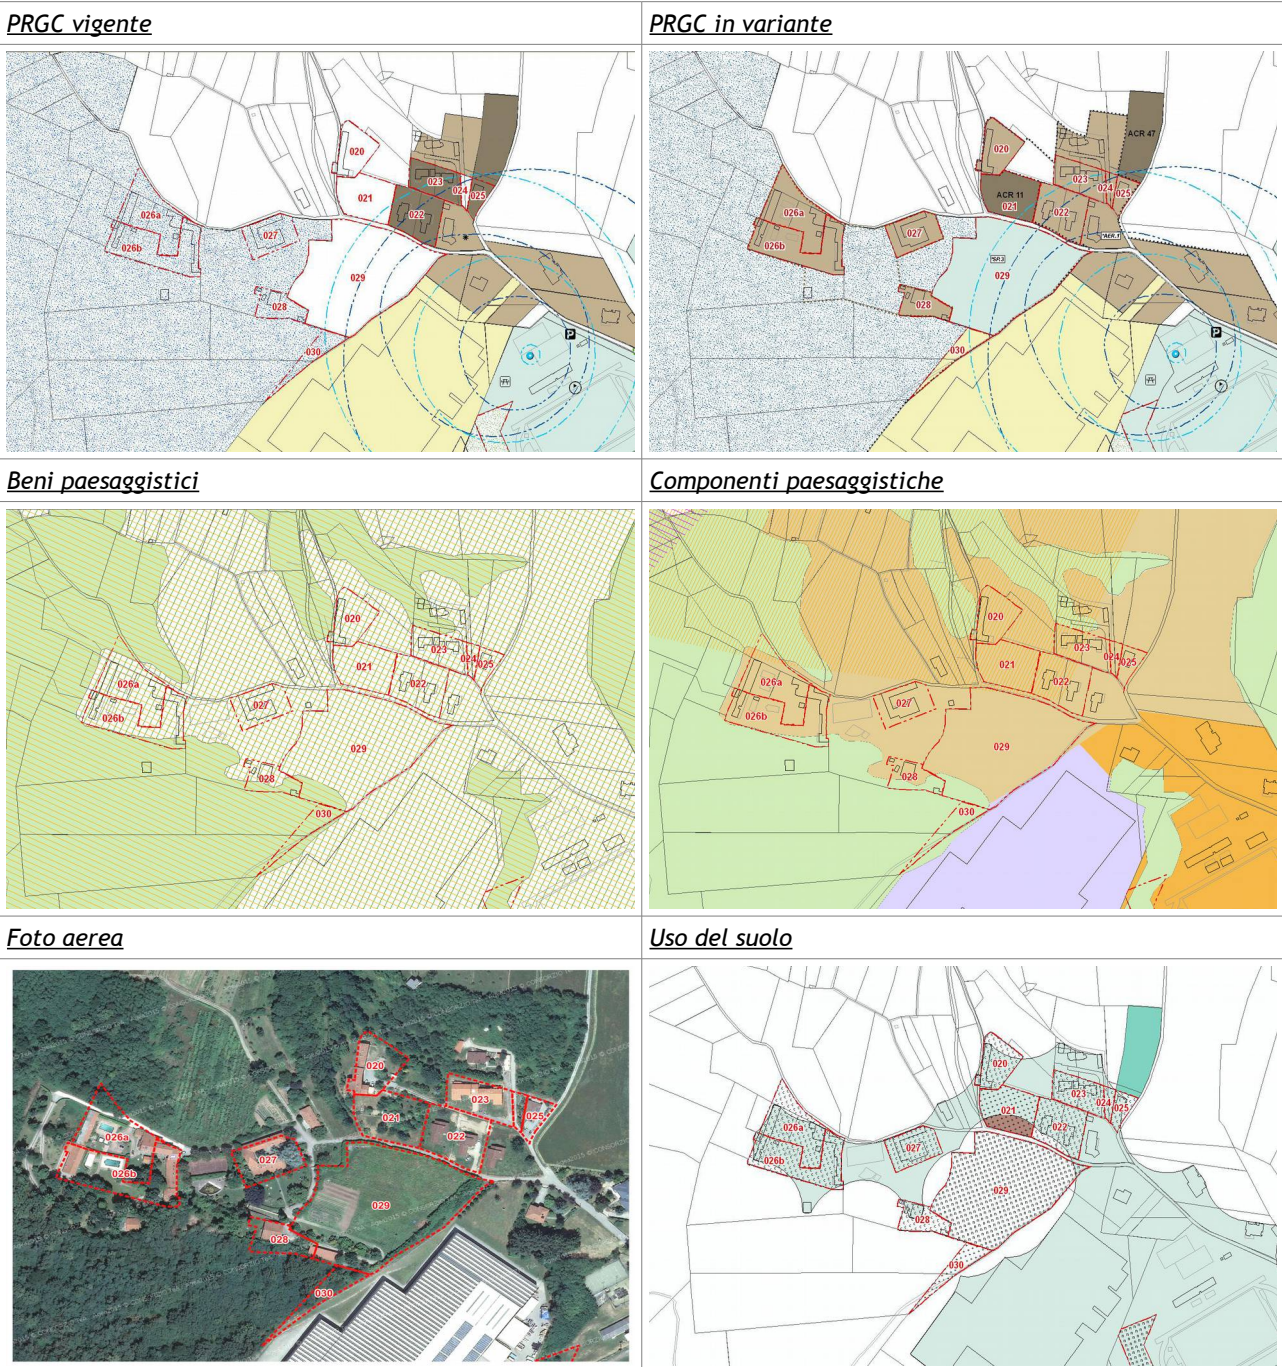 PRGC vigente
PRGC in variante
020
021
022
023
024
025
026a
026b
027
028
029
030
P
020
ACR 47
ACR 11
021
022
023
024
025
026a
026b
027
028
029
030
P
Beni paesaggistici
Componenti paesaggistiche
020
021
022
023
024
025
026a
026b
027
028
029
030
020
021
022
023
024
025
026a
026b
027
028
029
030
Foto aerea
Uso del suolo
020
021
022
023
025
026a
026b
027
028
029
030
020
021
022
023
024
025
026a
026b
027
028
029
030